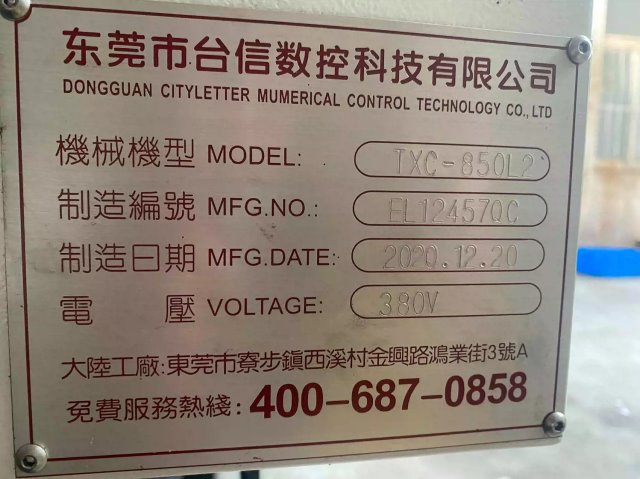 东莞市台信数控科技有限公司
DONGGUAN CITYLETTER MUMERICAL CONTROL TECHNOLOGY CO., LTD
機械機型 MODEL: TXC-850L2
制造編號 MFG.NO.: EL12457QC
制造日期 MFG.DATE: 2020.12.20
電壓 VOLTAGE: 380V
大陸工廠:東莞市寮步鎮西溪村金興路鴻業街3號A
免費服務熱綫:400-687-0858